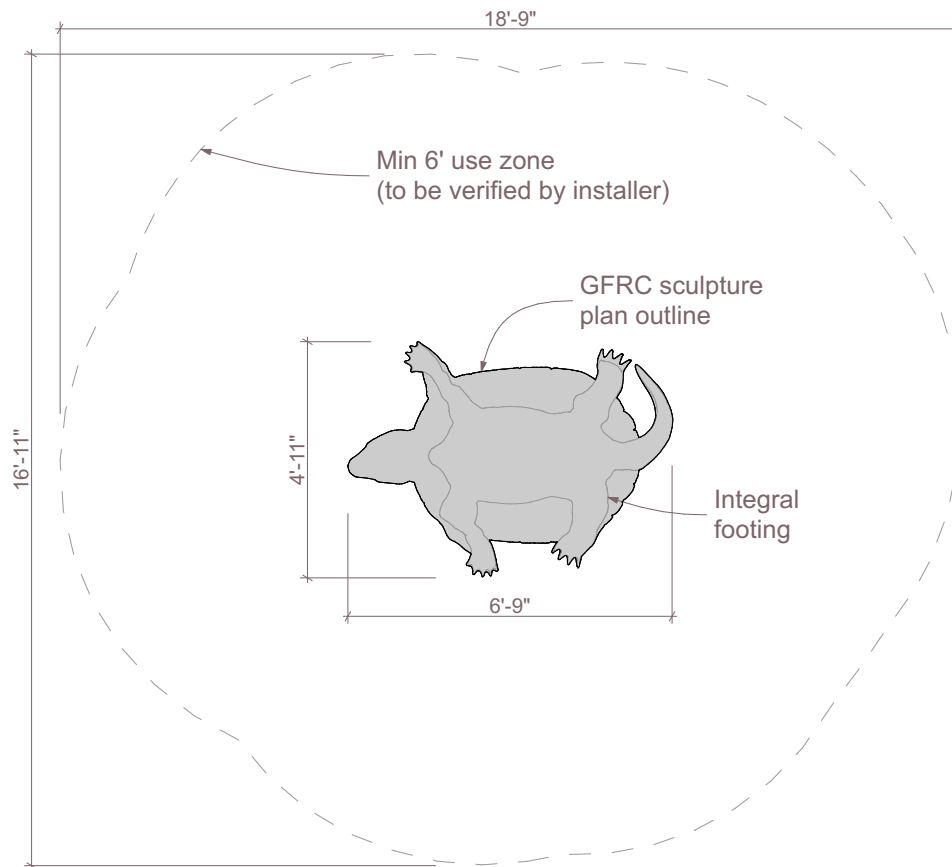 18'-9"
Min 6' use zone
(to be verified by installer)
GFRC sculpture
plan outline
16'-11"
4'-11"
Integral
footing
6'-9"